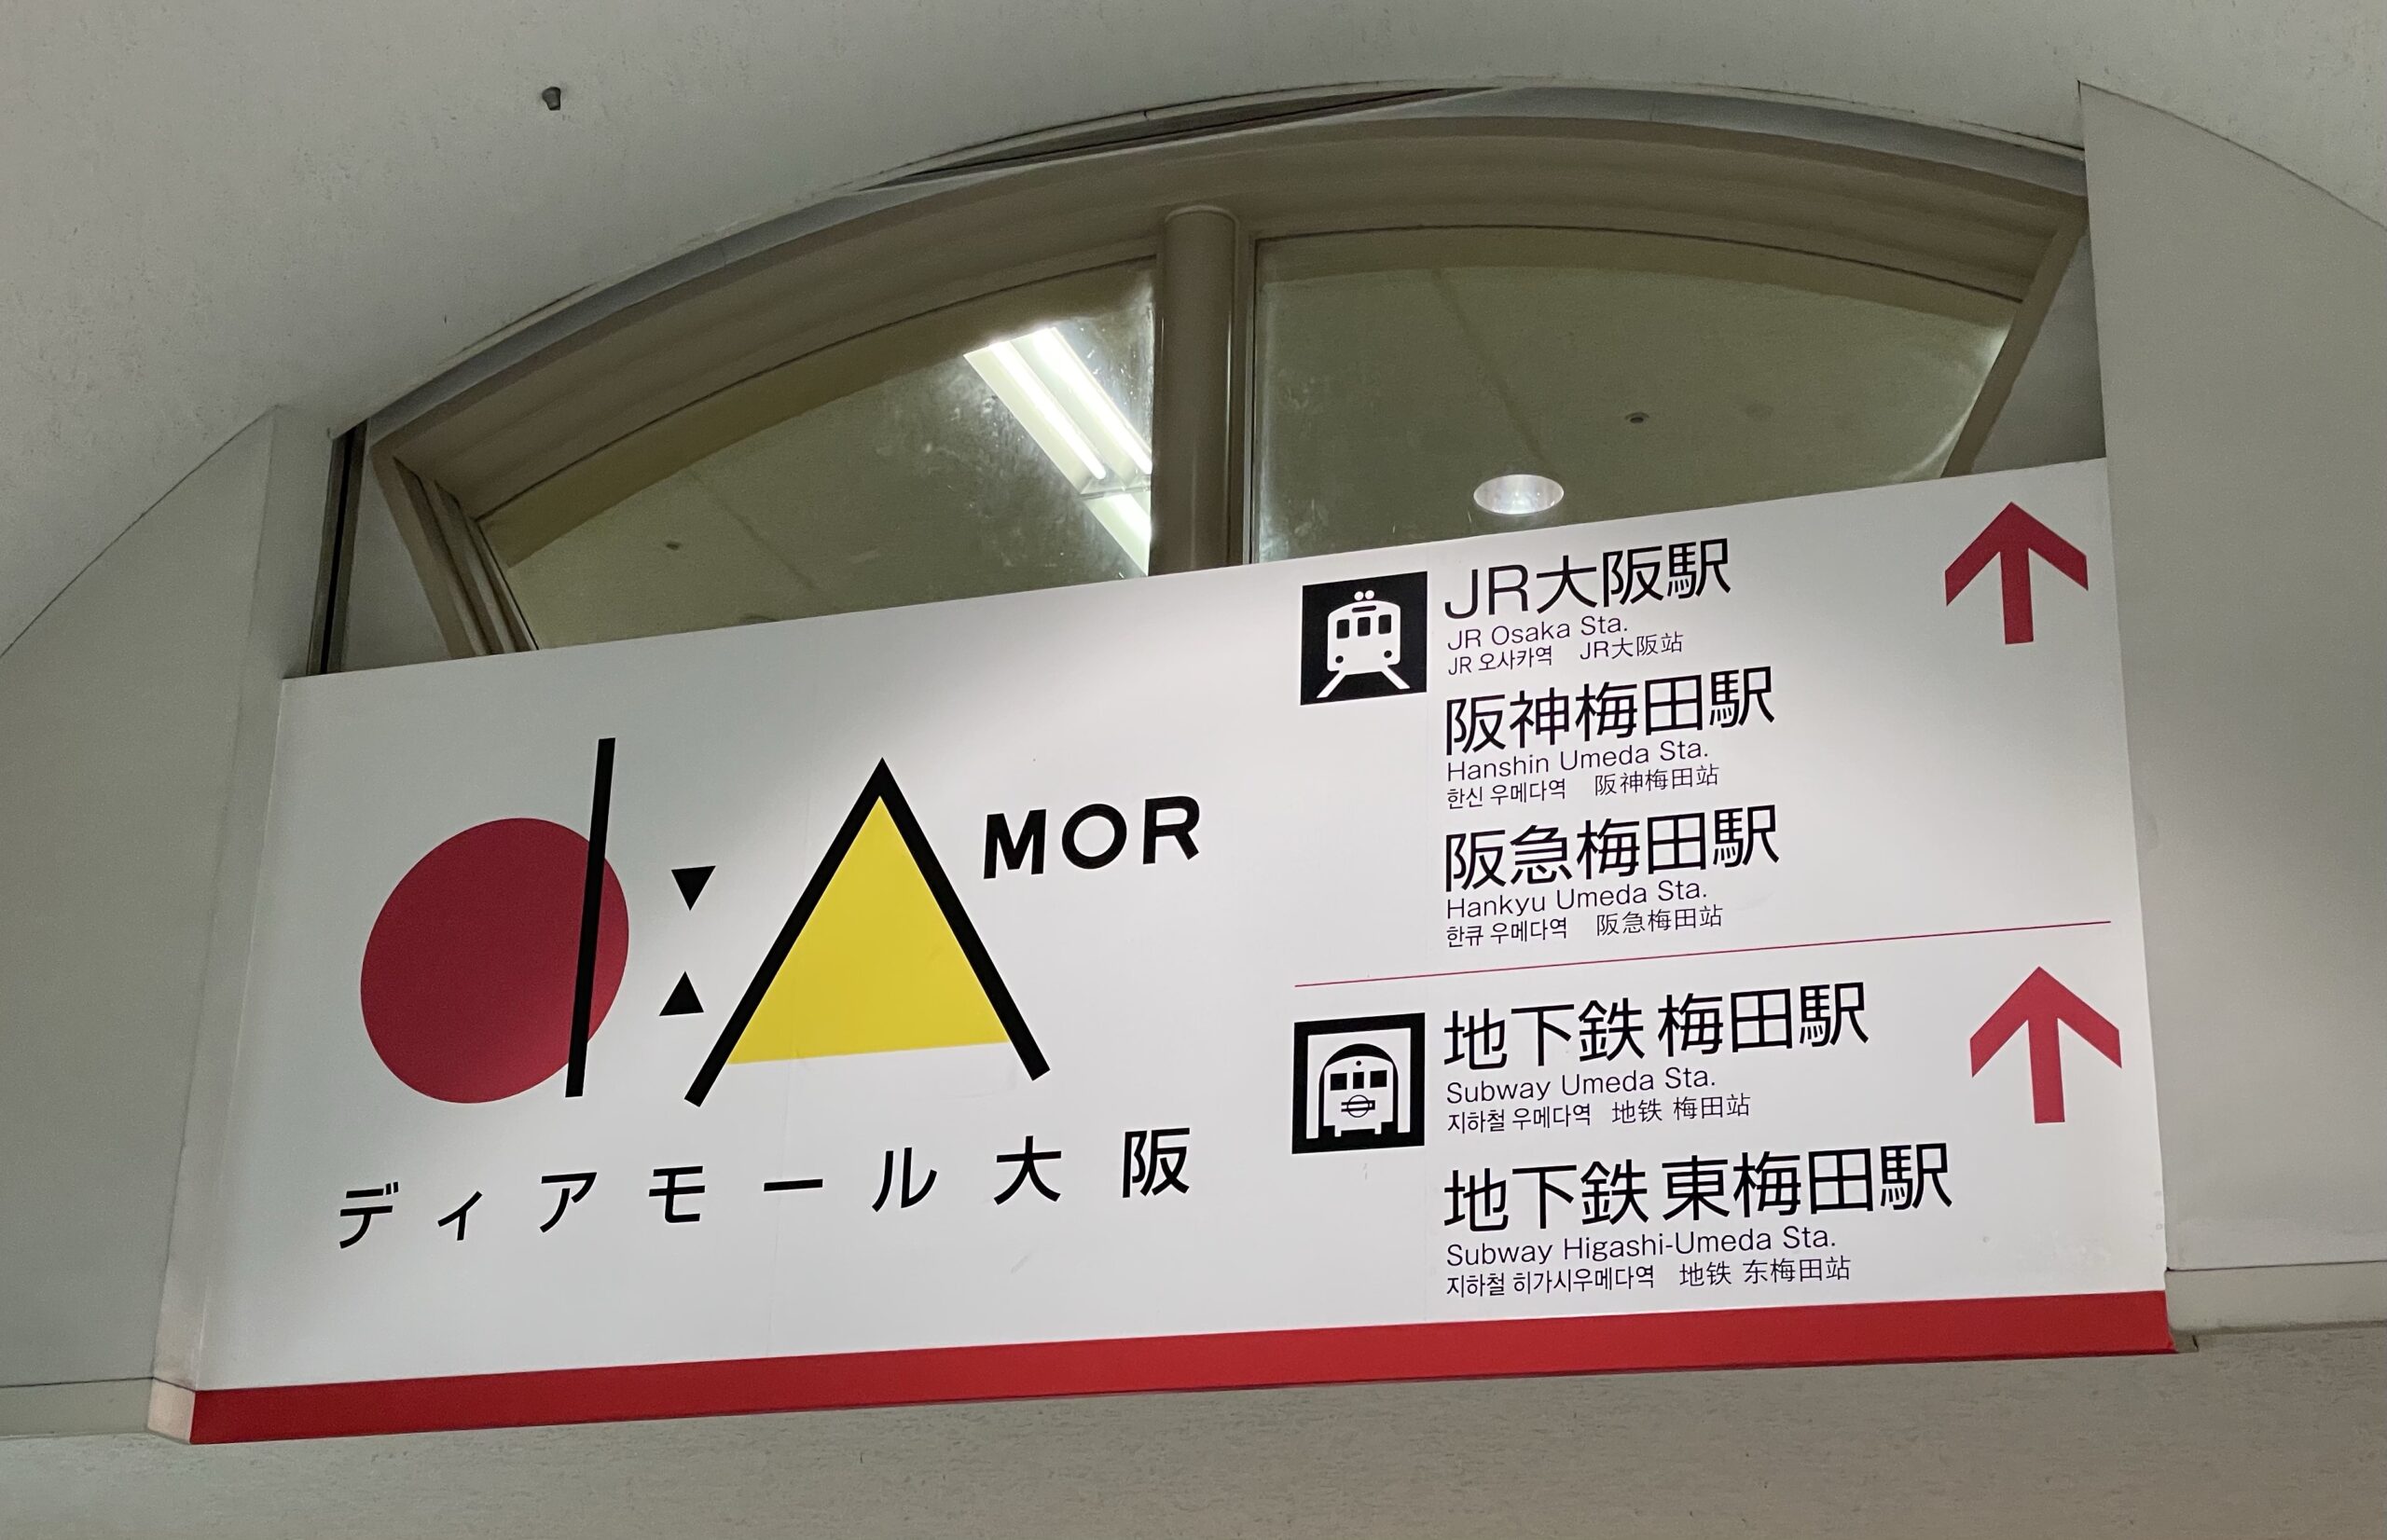 d:A MOR
ディアモール大阪
JR大阪駅
JR Osaka Sta.
JR 오사카역 JR大阪站
阪神梅田駅
Hanshin Umeda Sta.
한신 우메다역 阪神梅田站
阪急梅田駅
Hankyu Umeda Sta.
한큐 우메다역 阪急梅田站
地下鉄 梅田駅
Subway Umeda Sta.
지하철 우메다역 地铁 梅田站
地下鉄 東梅田駅
Subway Higashi-Umeda Sta.
지하철 히가시우메다역 地铁 东梅田站